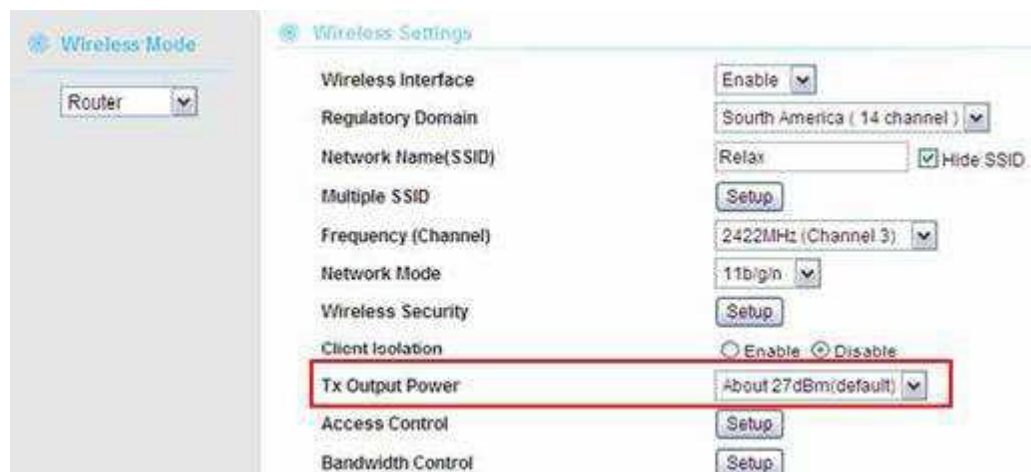 Wireless Mode
Router
Wireless Settings
Wireless Interface Enable
Regulatory Domain Sourth America ( 14 channel )
Network Name(SSID) Relax Hide SSID
Multiple SSID Setup
Frequency (Channel) 2422MHz (Channel 3)
Network Mode 11b/g/n
Wireless Security Setup
Client Isolation Enable Disable
Tx Output Power About 27dBm(default)
Access Control Setup
Bandwidth Control Setup